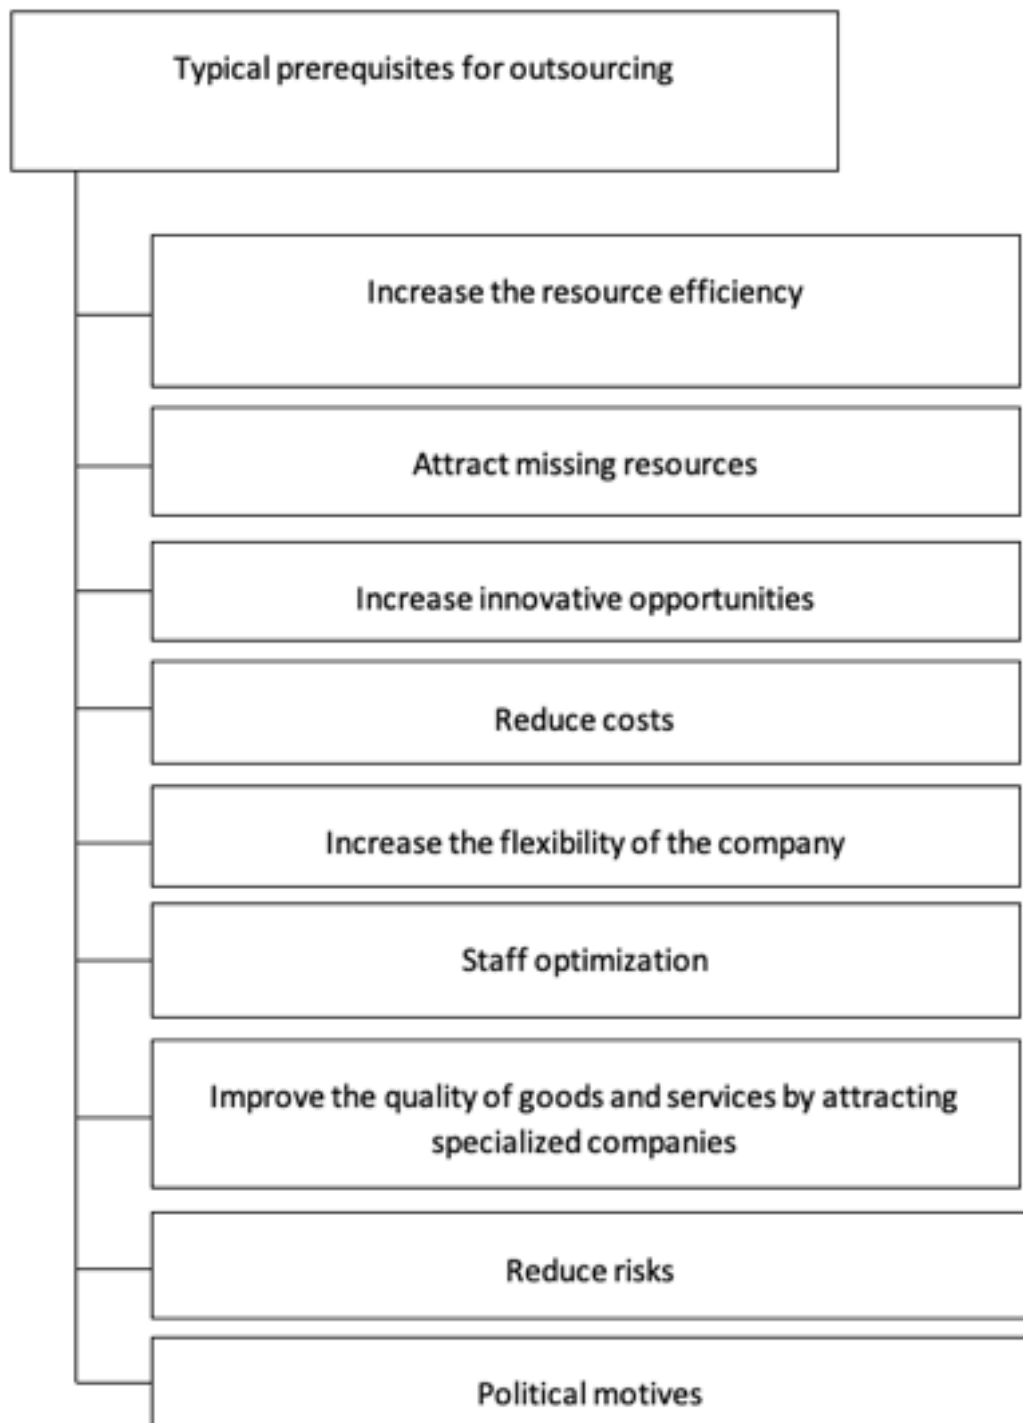 Typical prerequisites for outsourcing
Increase the resource efficiency
Attract missing resources
Increase innovative opportunities
Reduce costs
Increase the flexibility of the company
Staff optimization
Improve the quality of goods and services by attracting
specialized companies
Reduce risks
Political motives